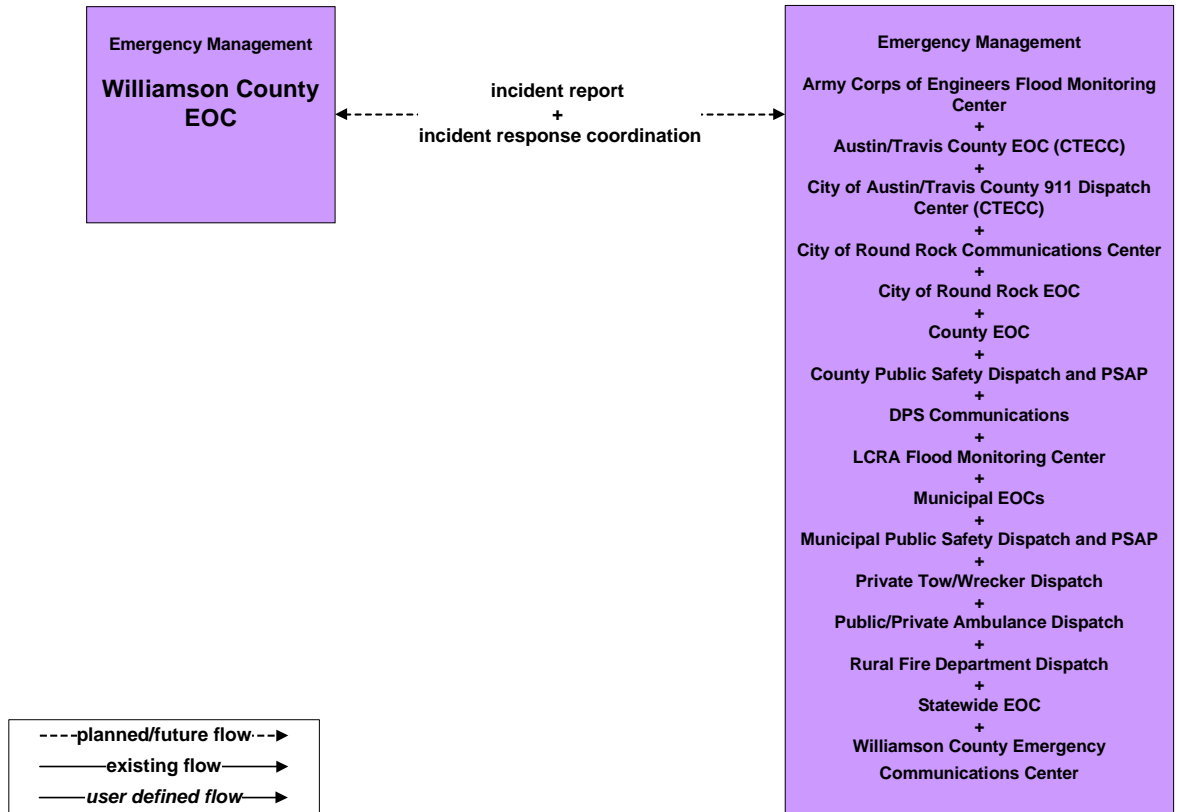 Emergency Management
Williamson County
EOC
incident report
+
incident response coordination
Emergency Management
Army Corps of Engineers Flood Monitoring
Center
+
Austin/Travis County EOC (CTECC)
+
City of Austin/Travis County 911 Dispatch
Center (CTECC)
+
City of Round Rock Communications Center
+
City of Round Rock EOC
+
County EOC
+
County Public Safety Dispatch and PSAP
+
DPS Communications
+
LCRA Flood Monitoring Center
+
Municipal EOCs
+
Municipal Public Safety Dispatch and PSAP
+
Private Tow/Wrecker Dispatch
+
Public/Private Ambulance Dispatch
+
Rural Fire Department Dispatch
+
Statewide EOC
+
Williamson County Emergency
Communications Center
planned/future flow
existing flow
user defined flow